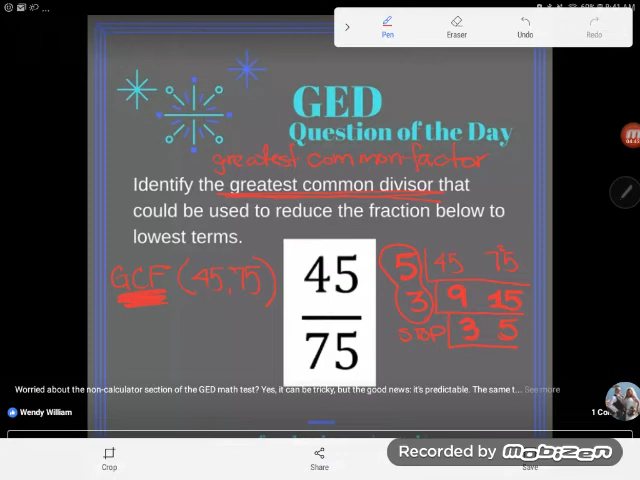 60% 8:41 AM
Pen
Eraser
Undo
Redo
GED
Question of the Day
greatest common factor
Identify the greatest common divisor that
could be used to reduce the fraction below to
lowest terms.
GCF (45,75)
45
75
5 45 75
3 9 15
STOP 3 5
Worried about the non-calculator section of the GED math test? Yes, it can be tricky, but the good news: it's predictable. The same t... See more
Wendy William
Crop
Share
Save
Recorded by mobizen